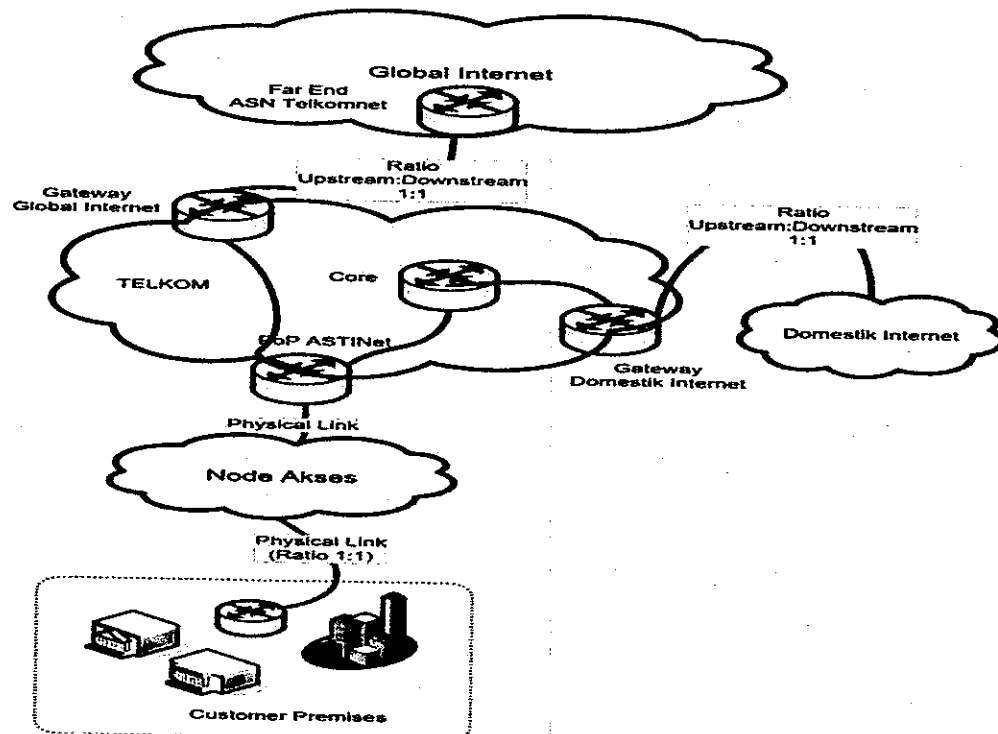 Global Internet
Far End
ASN Telkomnet
Ratio
Upstream:Downstream
1:1
Gateway
Global Internet
Ratio
Upstream:Downstream
1:1
TELKOM
Core
PoP ASTINet
Domestik Internet
Gateway
Domestik Internet
Physical Link
Node Akses
Physical Link
(Ratio 1:1)
Customer Premises